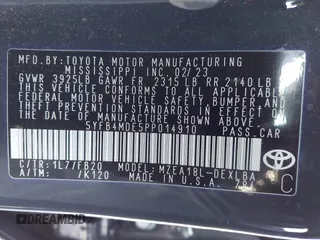 MFD. BY: TOYOTA MOTOR MANUFACTURING
MISSISSIPPI INC. 02/23
GVWR 3925LB GAWR FR 2315LB RR 2140LB
THIS VEHICLE CONFORMS TO ALL APPLICABLE
FEDERAL MOTOR VEHICLE SAFETY, BUMPER, AND
THEFT PREVENTION STANDARDS IN EFFECT ON THE
DATE OF MANUFACTURE SHOWN ABOVE.
5YFB4MDE5PP014910 PASS.CAR
C/TR:1L7/FB20 MODEL: MZEA18L-DEXLBA
A/TM: /K120 MADE IN U.S.A.
TOYOTA
C
DREAMBID